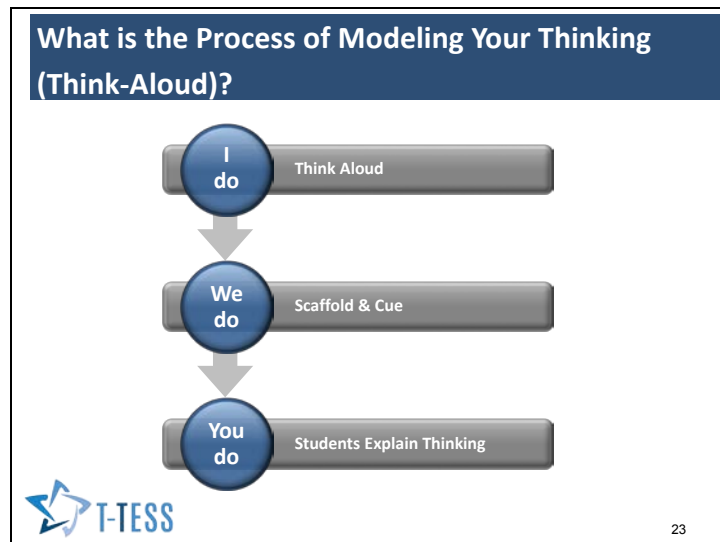 What is the Process of Modeling Your Thinking
(Think-Aloud)?
I
do
Think Aloud
We
do
Scaffold & Cue
You
do
Students Explain Thinking
T-TESS
23